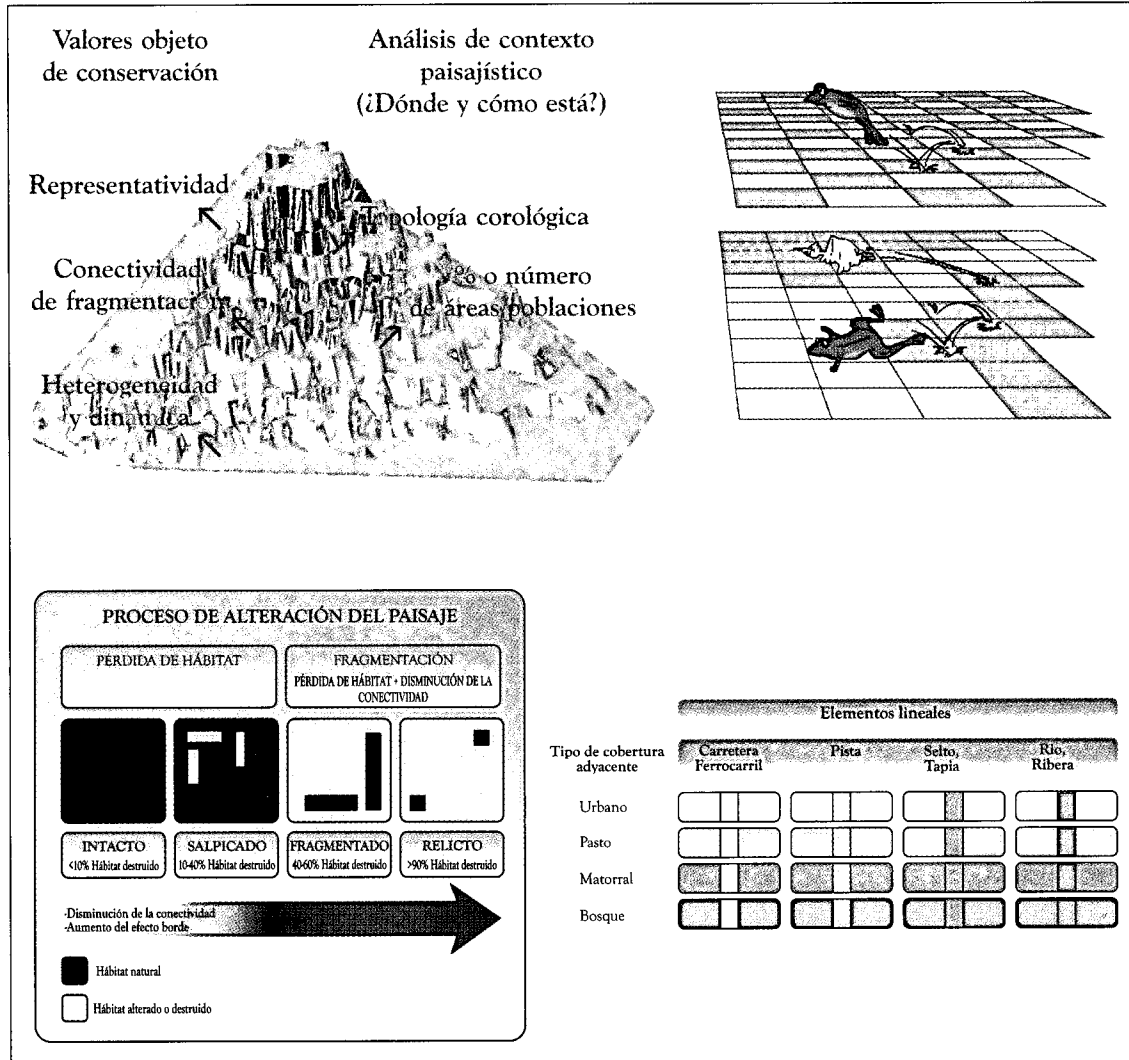 Valores objeto
de conservación
Análisis de contexto
paisajístico
(¿Dónde y cómo está?)
Representatividad
Topología corológica
Conectividad
de fragmentación
% o número
de áreas/poblaciones
Heterogeneidad
y dinámica
PROCESO DE ALTERACIÓN DEL PAISAJE
PÉRDIDA DE HÁBITAT
FRAGMENTACIÓN
PÉRDIDA DE HÁBITAT + DISMINUCIÓN DE LA
CONECTIVIDAD
INTACTO
<10% Hábitat destruido
SALPICADO
10-40% Hábitat destruido
FRAGMENTADO
40-60% Hábitat destruido
RELICTO
>90% Hábitat destruido
-Disminución de la conectividad
-Aumento del efecto borde
Hábitat natural
Hábitat alterado o destruido
Elementos lineales
Tipo de cobertura
adyacente
Carretera
Ferrocarril
Pista
Selto,
Tapia
Río,
Ribera
Urbano
Pasto
Matorral
Bosque